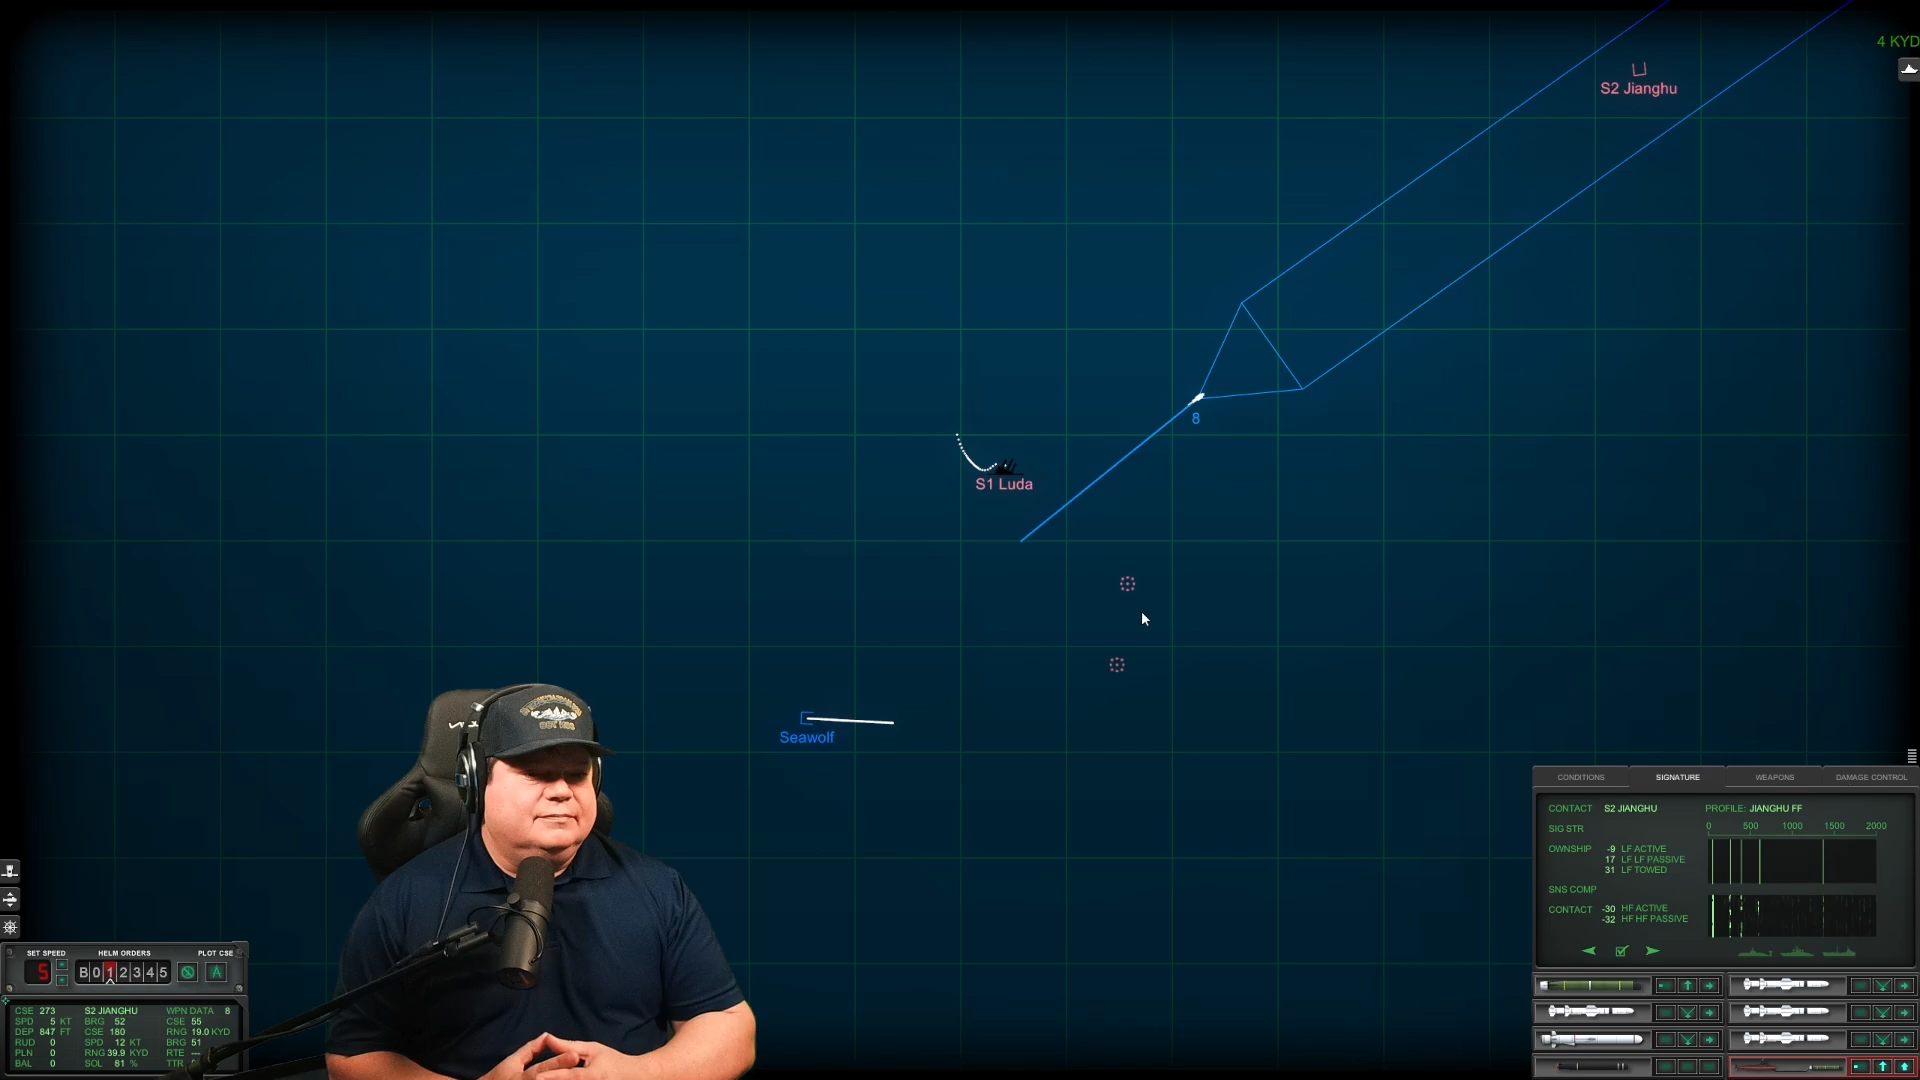 4 KYD
S2 Jianghu
8
S1 Luda
Seawolf
CONDITIONS SIGNATURE WEAPONS DAMAGE CONTROL
CONTACT S2 JIANGHU PROFILE: JIANGHU FF
SIG STR 0 500 1000 1500 2000
OWNSHIP -9 LF ACTIVE
17 LF LF PASSIVE
31 LF TOWED
SNS COMP
CONTACT -30 HF ACTIVE
-32 HF HF PASSIVE
SET SPEED HELM ORDERS PLOT CSE
5 B 0 1 2 3 4 5 A
CSE 273 S2 JIANGHU WPN DATA 8
SPD 5 KT BRG 52 CSE 55
DEP 847 FT CSE 180 RNG 19.0 KYD
RUD 0 SPD 12 KT BRG 51
PLN 0 RNG 39.9 KYD RTE ---
BAL 0 SOL 81 % TTR